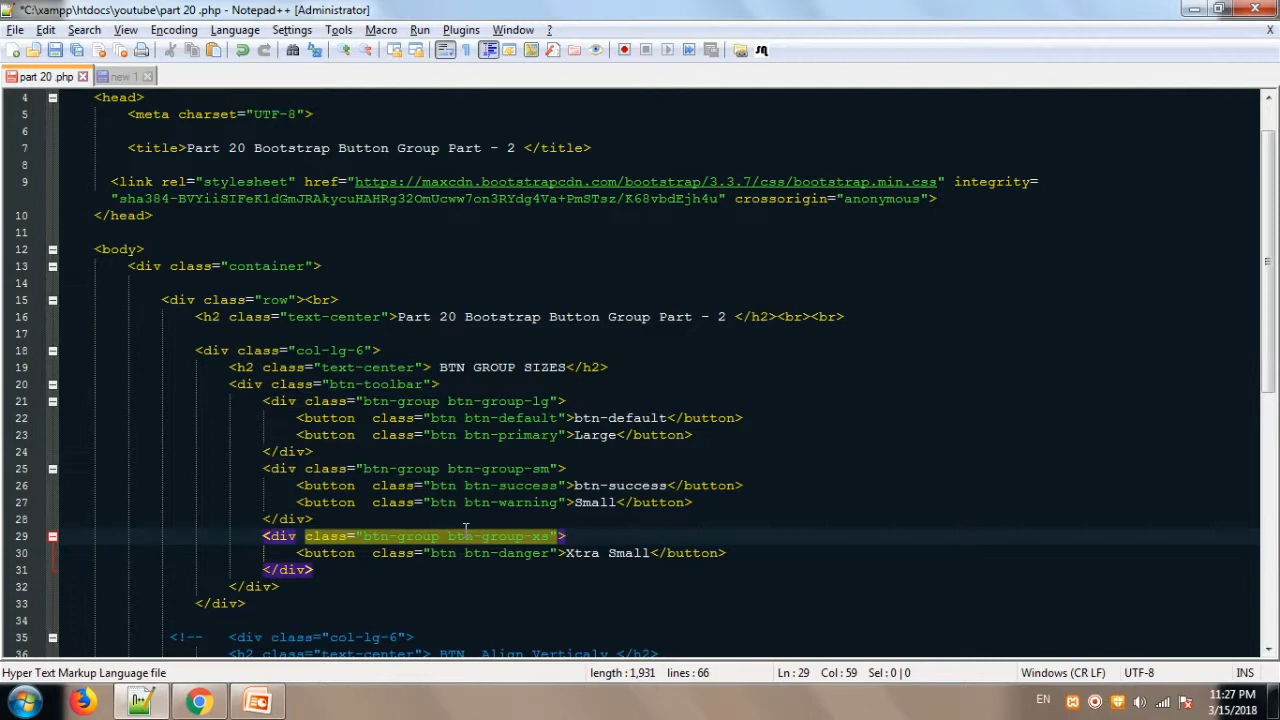 *C:\xampp\htdocs\youtube\part 20 .php - Notepad++ [Administrator]
File Edit Search View Encoding Language Settings Tools Macro Run Plugins Window ? X
part 20 .php new 1
4 <head>
5 <meta charset="UTF-8">
6
7 <title>Part 20 Bootstrap Button Group Part - 2 </title>
8
9 <link rel="stylesheet" href="https://maxcdn.bootstrapcdn.com/bootstrap/3.3.7/css/bootstrap.min.css" integrity=
"sha384-BVYiiSIFeK1dGmJRAkycuHAHRg32OmUcww7on3RYdg4Va+PmSTsz/K68vbdEjh4u" crossorigin="anonymous">
10 </head>
11
12 <body>
13 <div class="container">
14
15 <div class="row"><br>
16 <h2 class="text-center">Part 20 Bootstrap Button Group Part - 2 </h2><br><br>
18 <div class="col-lg-6">
19 <h2 class="text-center"> BTN GROUP SIZES</h2>
20 <div class="btn-toolbar">
21 <div class="btn-group btn-group-lg">
22 <button class="btn btn-default">btn-default</button>
23 <button class="btn btn-primary">Large</button>
24 </div>
25 <div class="btn-group btn-group-sm">
26 <button class="btn btn-success">btn-success</button>
27 <button class="btn btn-warning">Small</button>
28 </div>
29 <div class="btn-group btn-group-xs">
30 <button class="btn btn-danger">Xtra Small</button>
31 </div>
32 </div>
33 </div>
34
35 <!-- <div class="col-lg-6">
36 <h2 class="text-center"> BTN Align Verticaly </h2>
Hyper Text Markup Language file length : 1,931 lines : 66 Ln : 29 Col : 59 Sel : 0 | 0 Windows (CR LF) UTF-8 INS
EN 11:27 PM
3/15/2018